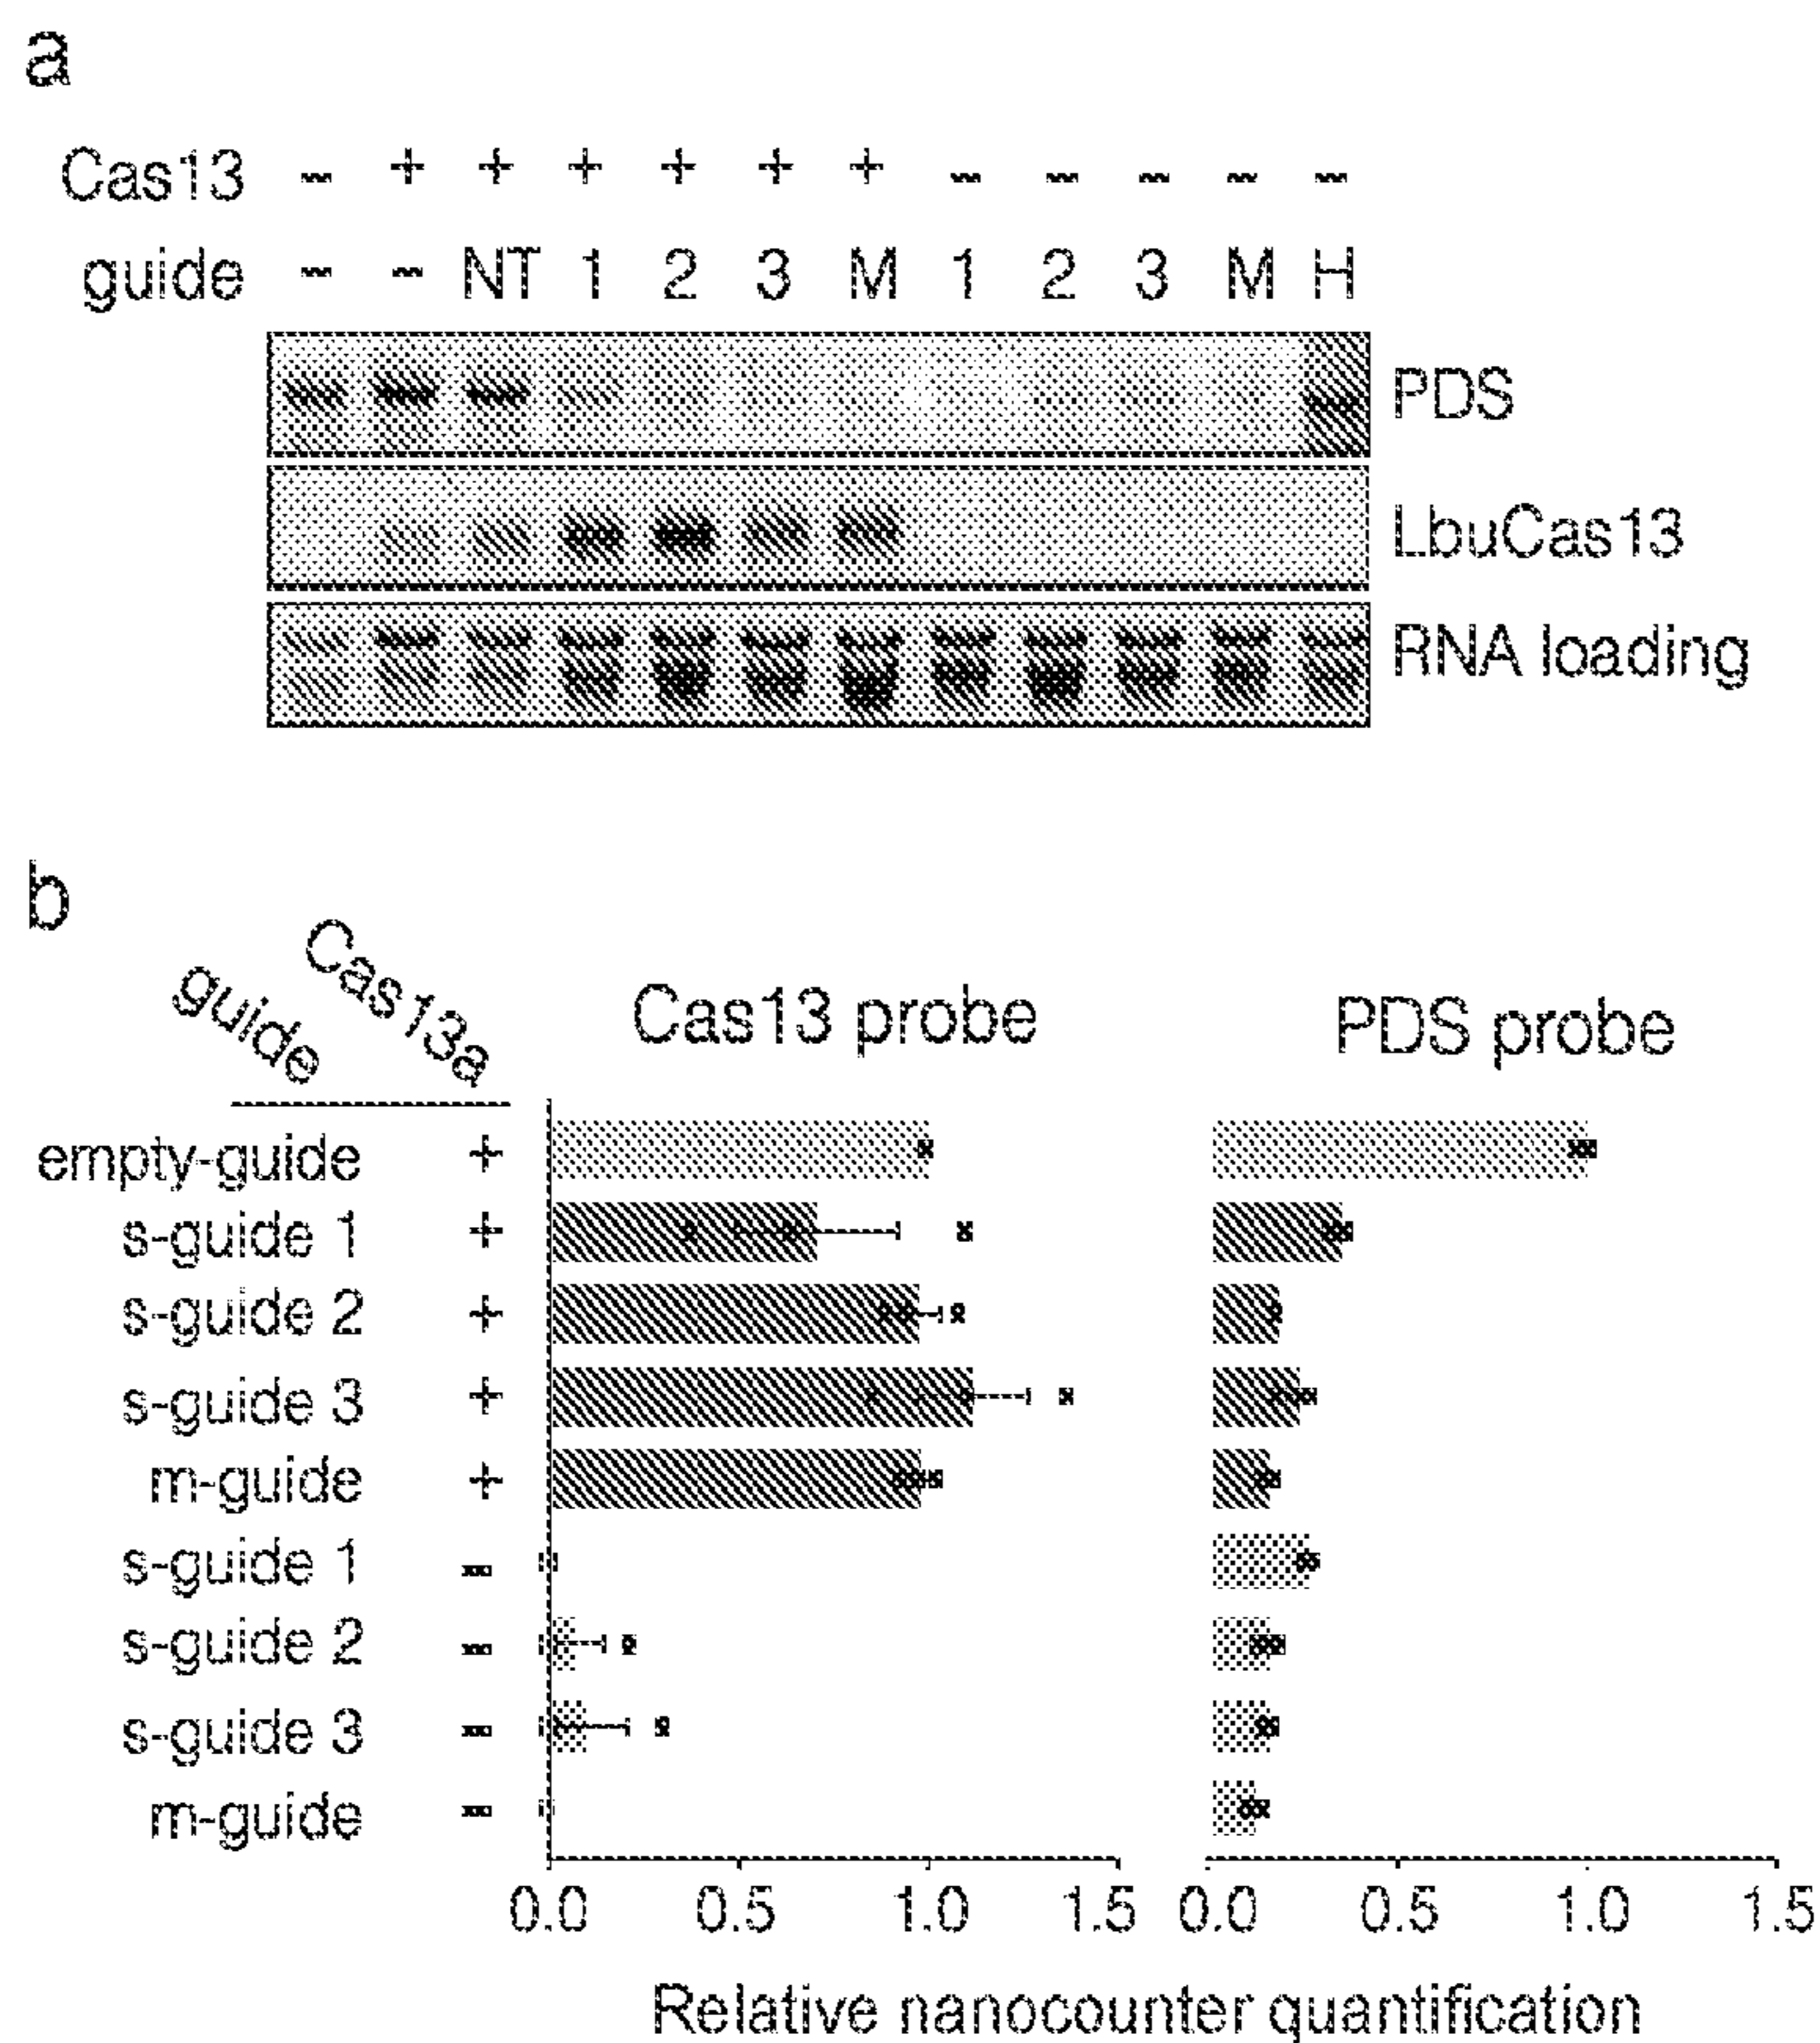 a
Cas13 – + + + + + + – – – – –
guide – – NT 1 2 3 M 1 2 3 M H
PDS
LbuCas13
RNA loading
b
guide Cas13a
Cas13 probe PDS probe
empty-guide +
s-guide 1 +
s-guide 2 +
s-guide 3 +
m-guide +
s-guide 1 –
s-guide 2 –
s-guide 3 –
m-guide –
0.0 0.5 1.0 1.5 0.0 0.5 1.0 1.5
Relative nanocounter quantification